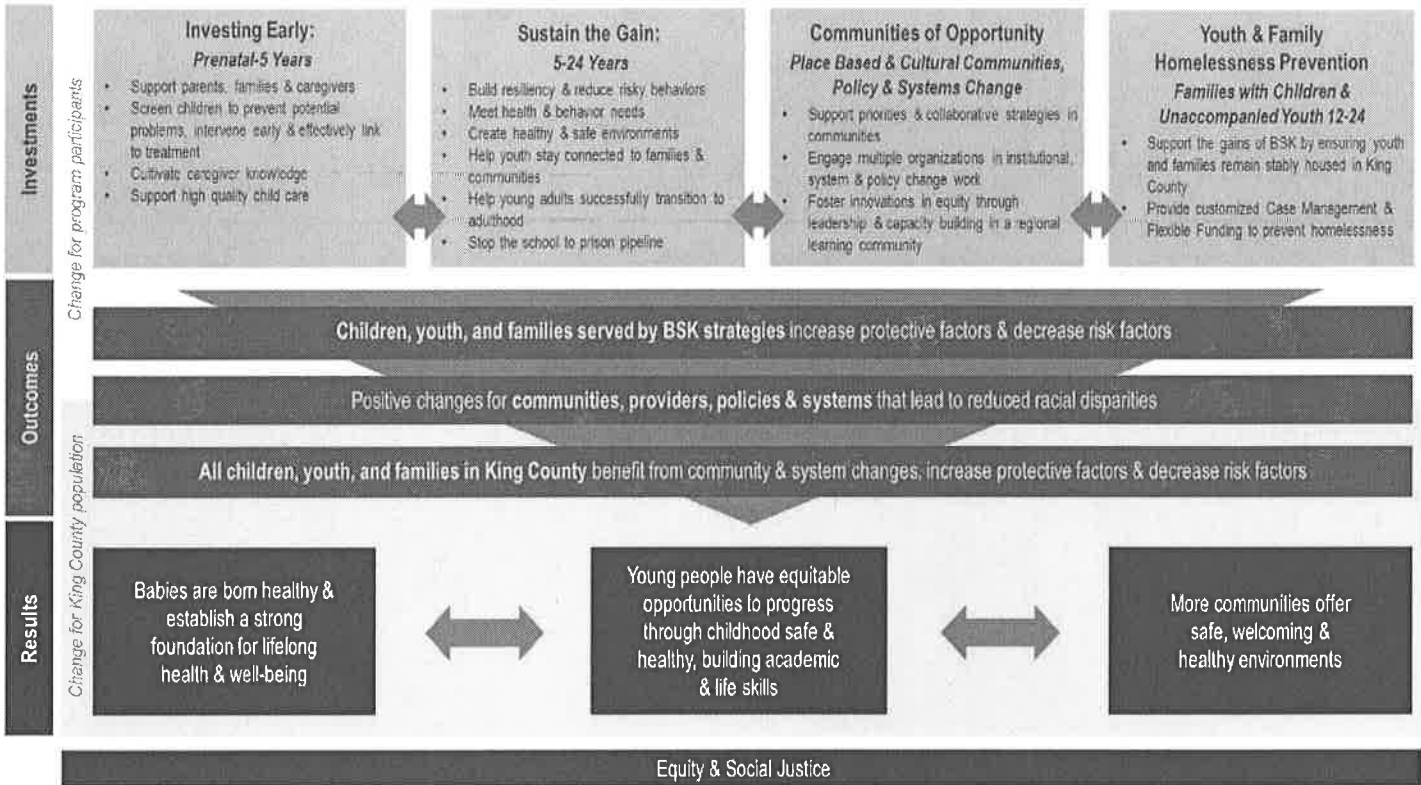 Investments
Change for program participants
Investing Early:
Prenatal-5 Years
• Support parents, families & caregivers
• Screen children to prevent potential
problems, intervene early & effectively link
to treatment
• Cultivate caregiver knowledge
• Support high quality child care
Sustain the Gain:
5-24 Years
• Build resiliency & reduce risky behaviors
• Meet health & behavior needs
• Create healthy & safe environments
• Help youth stay connected to families &
communities
• Help young adults successfully transition to
adulthood
• Stop the school to prison pipeline
Communities of Opportunity
Place Based & Cultural Communities,
Policy & Systems Change
• Support priorities & collaborative strategies in
communities
• Engage multiple organizations in institutional,
system & policy change work
• Foster innovations in equity through
leadership & capacity building in a regional
learning community
Youth & Family
Homelessness Prevention
Families with Children &
Unaccompanied Youth 12-24
• Support the gains of BSK by ensuring youth
and families remain stably housed in King
County
• Provide customized Case Management &
Flexible Funding to prevent homelessness
Outcomes
Children, youth, and families served by BSK strategies increase protective factors & decrease risk factors
Positive changes for communities, providers, policies & systems that lead to reduced racial disparities
All children, youth, and families in King County benefit from community & system changes, increase protective factors & decrease risk factors
Change for King County population
Results
Babies are born healthy &
establish a strong
foundation for lifelong
health & well-being
Young people have equitable
opportunities to progress
through childhood safe &
healthy, building academic
& life skills
More communities offer
safe, welcoming &
healthy environments
Equity & Social Justice